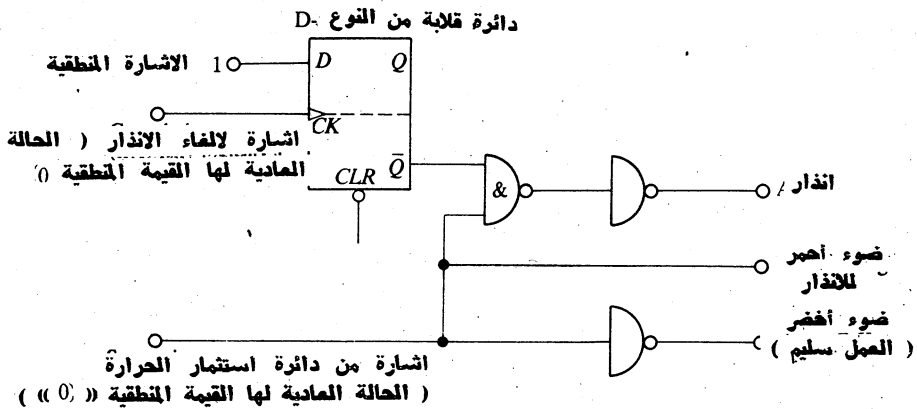 دائرة قلابة من النوع -D
الاشارة المنطقية 1
D Q
CK
اشارة لالغاء الانذار ( الحالة
العادية لها القيمة المنطقية 0
Q̄
CLR
&
انذار
ضوء أحمر
للانذار
ضوء أخضر
( العمل سليم )
اشارة من دائرة استثمار الحرارة
( الحالة العادية لها القيمة المنطقية (( 0 )) )